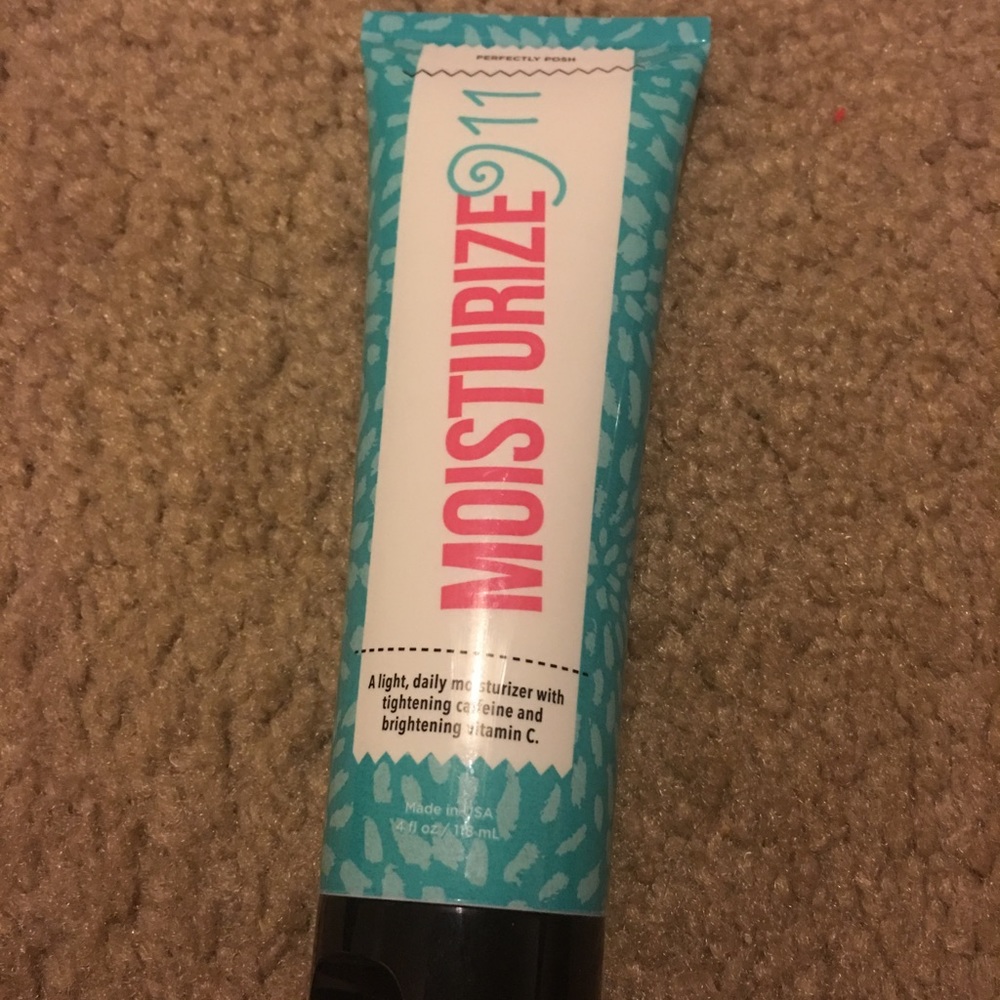 PERFECTLY POSH
MOISTURIZE 911
A light, daily moisturizer with
tightening caffeine and
brightening vitamin C.
Made in USA
4 fl oz / 118 mL